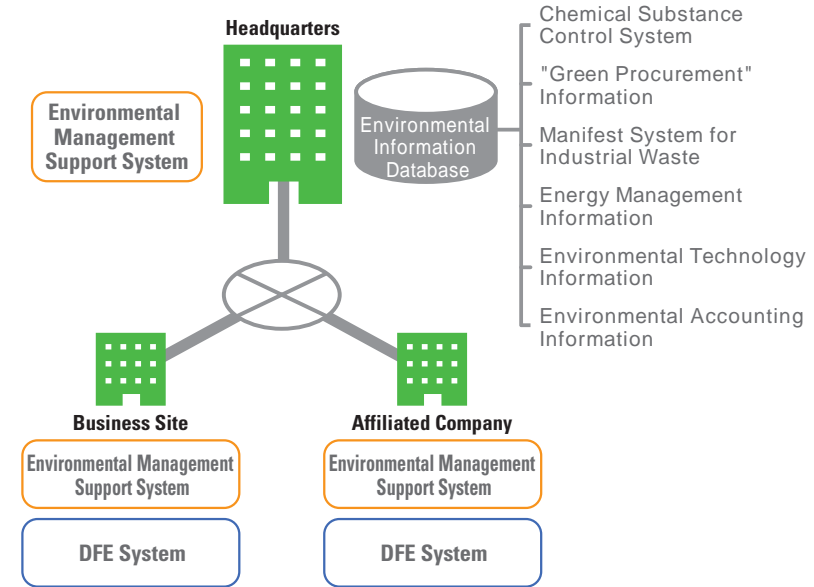 Headquarters
Environmental
Management
Support System
Environmental
Information
Database
Chemical Substance
Control System
"Green Procurement"
Information
Manifest System for
Industrial Waste
Energy Management
Information
Environmental Technology
Information
Environmental Accounting
Information
Business Site
Environmental Management
Support System
DFE System
Affiliated Company
Environmental Management
Support System
DFE System